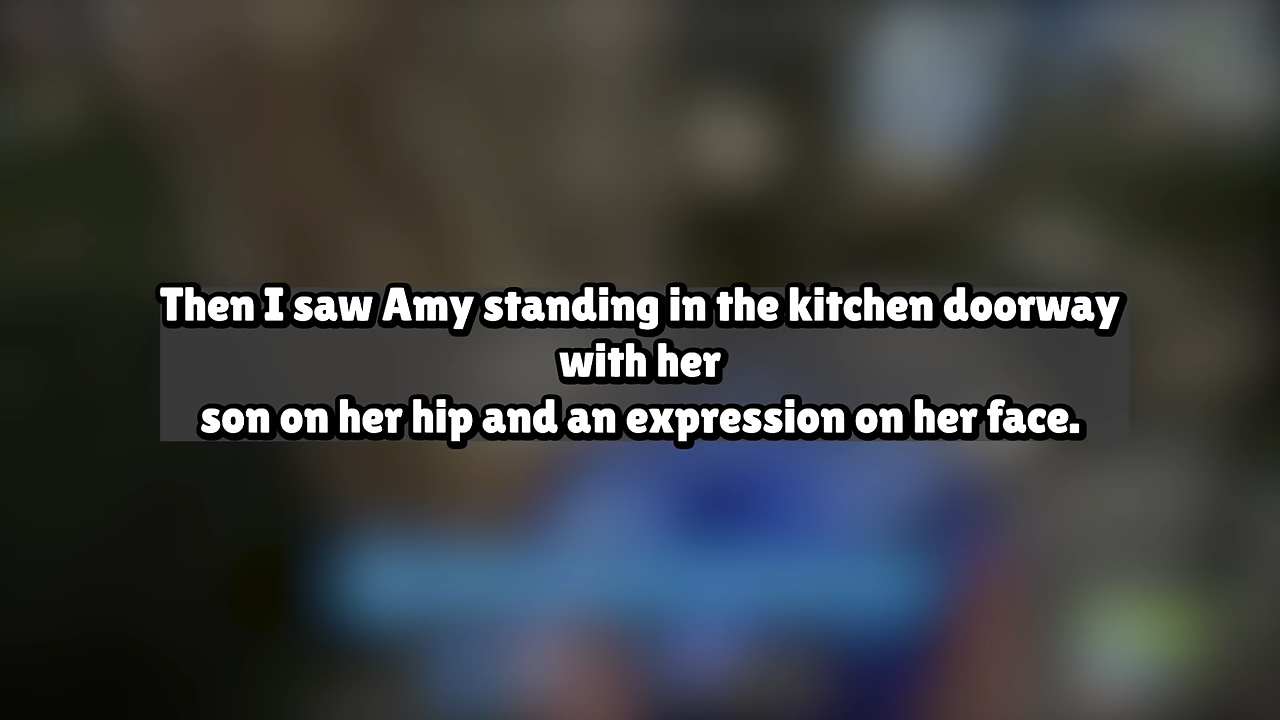 Then I saw Amy standing in the kitchen doorway
with her
son on her hip and an expression on her face.